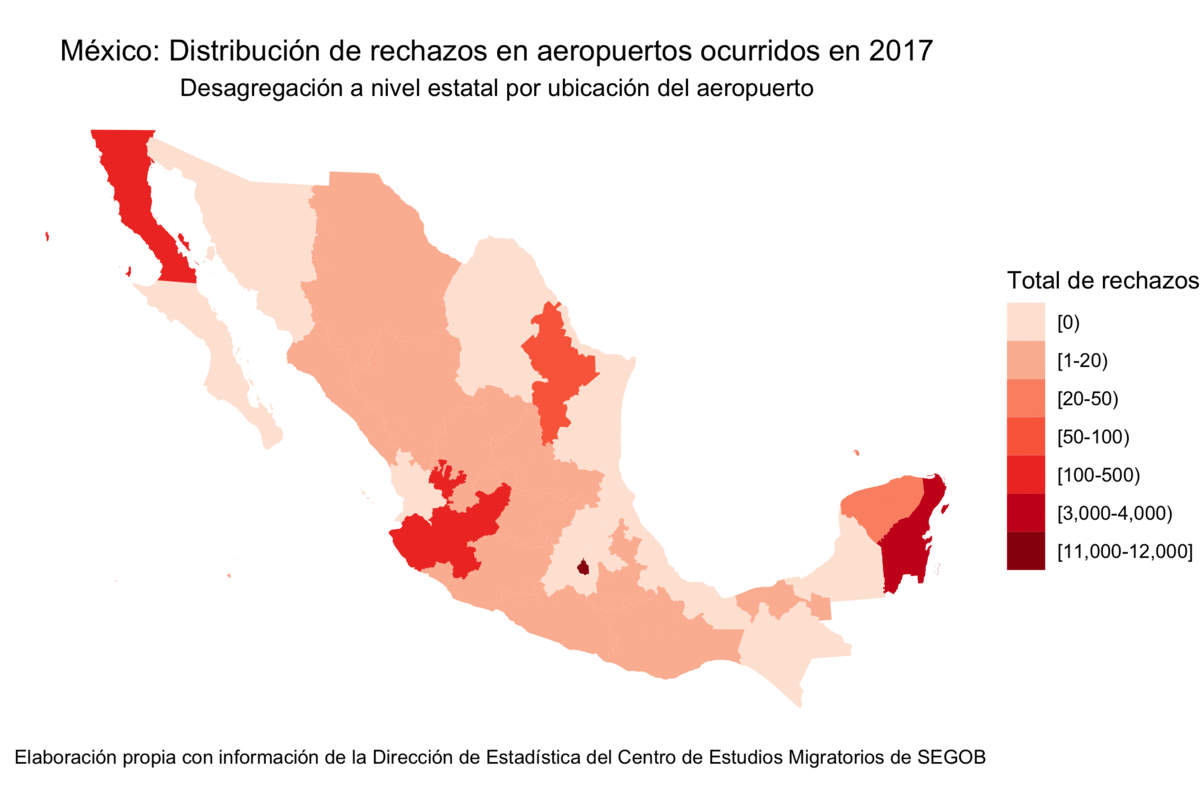 México: Distribución de rechazos en aeropuertos ocurridos en 2017
Desagregación a nivel estatal por ubicación del aeropuerto
Total de rechazos
[0)
[1-20)
[20-50)
[50-100)
[100-500)
[3,000-4,000)
[11,000-12,000]
Elaboración propia con información de la Dirección de Estadística del Centro de Estudios Migratorios de SEGOB